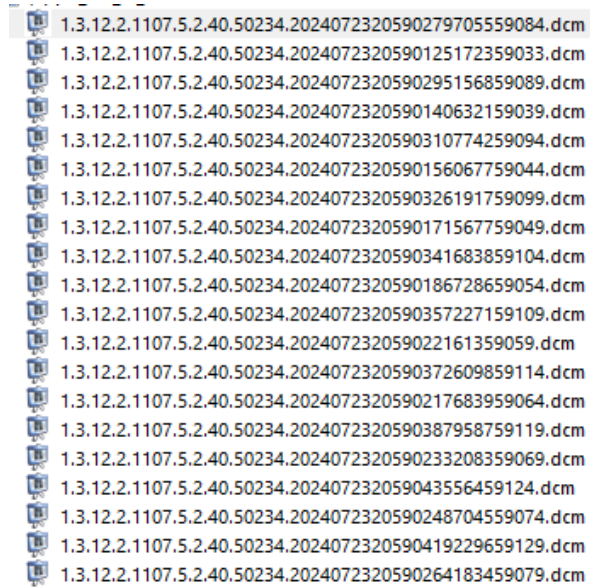 1.3.12.2.1107.5.2.40.50234.20240723205902797055​59084.dcm
1.3.12.2.1107.5.2.40.50234.2024072320590125172359033.dcm
1.3.12.2.1107.5.2.40.50234.2024072320590295156859089.dcm
1.3.12.2.1107.5.2.40.50234.2024072320590140632159039.dcm
1.3.12.2.1107.5.2.40.50234.2024072320590310774259094.dcm
1.3.12.2.1107.5.2.40.50234.2024072320590156067759044.dcm
1.3.12.2.1107.5.2.40.50234.2024072320590326191759099.dcm
1.3.12.2.1107.5.2.40.50234.2024072320590171567759049.dcm
1.3.12.2.1107.5.2.40.50234.2024072320590341683859104.dcm
1.3.12.2.1107.5.2.40.50234.2024072320590186728659054.dcm
1.3.12.2.1107.5.2.40.50234.2024072320590357227159109.dcm
1.3.12.2.1107.5.2.40.50234.202407232059022161359059.dcm
1.3.12.2.1107.5.2.40.50234.2024072320590372609859114.dcm
1.3.12.2.1107.5.2.40.50234.2024072320590217683959064.dcm
1.3.12.2.1107.5.2.40.50234.2024072320590387958759119.dcm
1.3.12.2.1107.5.2.40.50234.2024072320590233208359069.dcm
1.3.12.2.1107.5.2.40.50234.202407232059043556459124.dcm
1.3.12.2.1107.5.2.40.50234.2024072320590248704559074.dcm
1.3.12.2.1107.5.2.40.50234.2024072320590419229659129.dcm
1.3.12.2.1107.5.2.40.50234.2024072320590264183459079.dcm